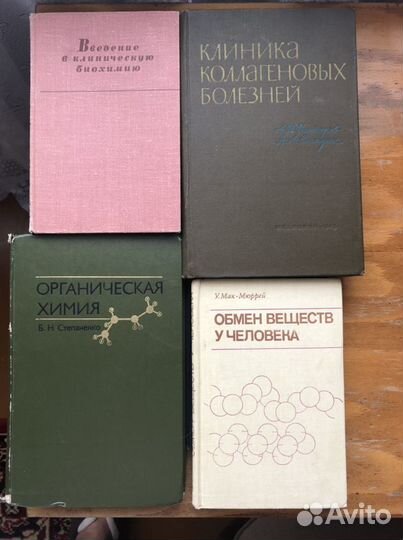 Введение
в клиническую
биохимию
КЛИНИКА
КОЛЛАГЕНОВЫХ
БОЛЕЗНЕЙ
ОРГАНИЧЕСКАЯ
ХИМИЯ
Б. Н. Степаненко
У. Мак-Мюррей
ОБМЕН ВЕЩЕСТВ
У ЧЕЛОВЕКА
Avito